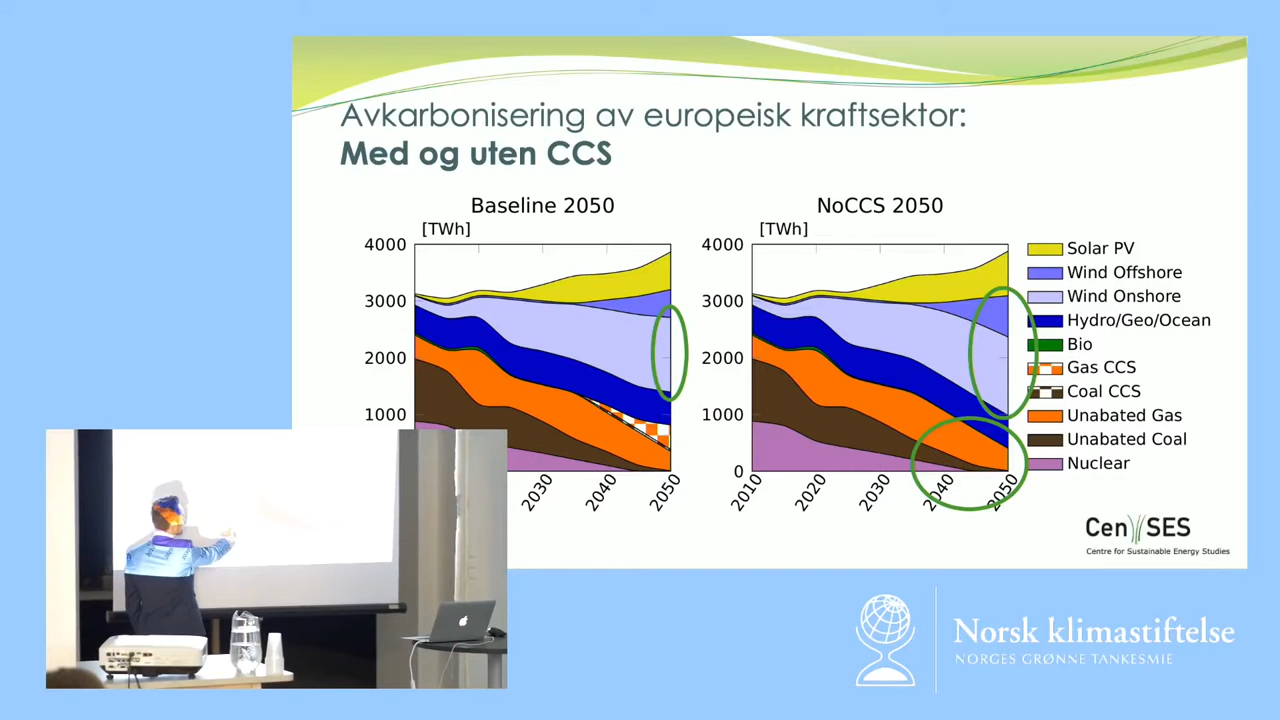 Avkarbonisering av europeisk kraftsektor:
Med og uten CCS
Baseline 2050
[TWh]
4000
3000
2000
1000
2030
2040
2050
NoCCS 2050
[TWh]
4000
3000
2000
1000
0
2010
2020
2030
2040
2050
Solar PV
Wind Offshore
Wind Onshore
Hydro/Geo/Ocean
Bio
Gas CCS
Coal CCS
Unabated Gas
Unabated Coal
Nuclear
CenSES
Centre for Sustainable Energy Studies
Norsk klimastiftelse
NORGES GRØNNE TANKESMIE